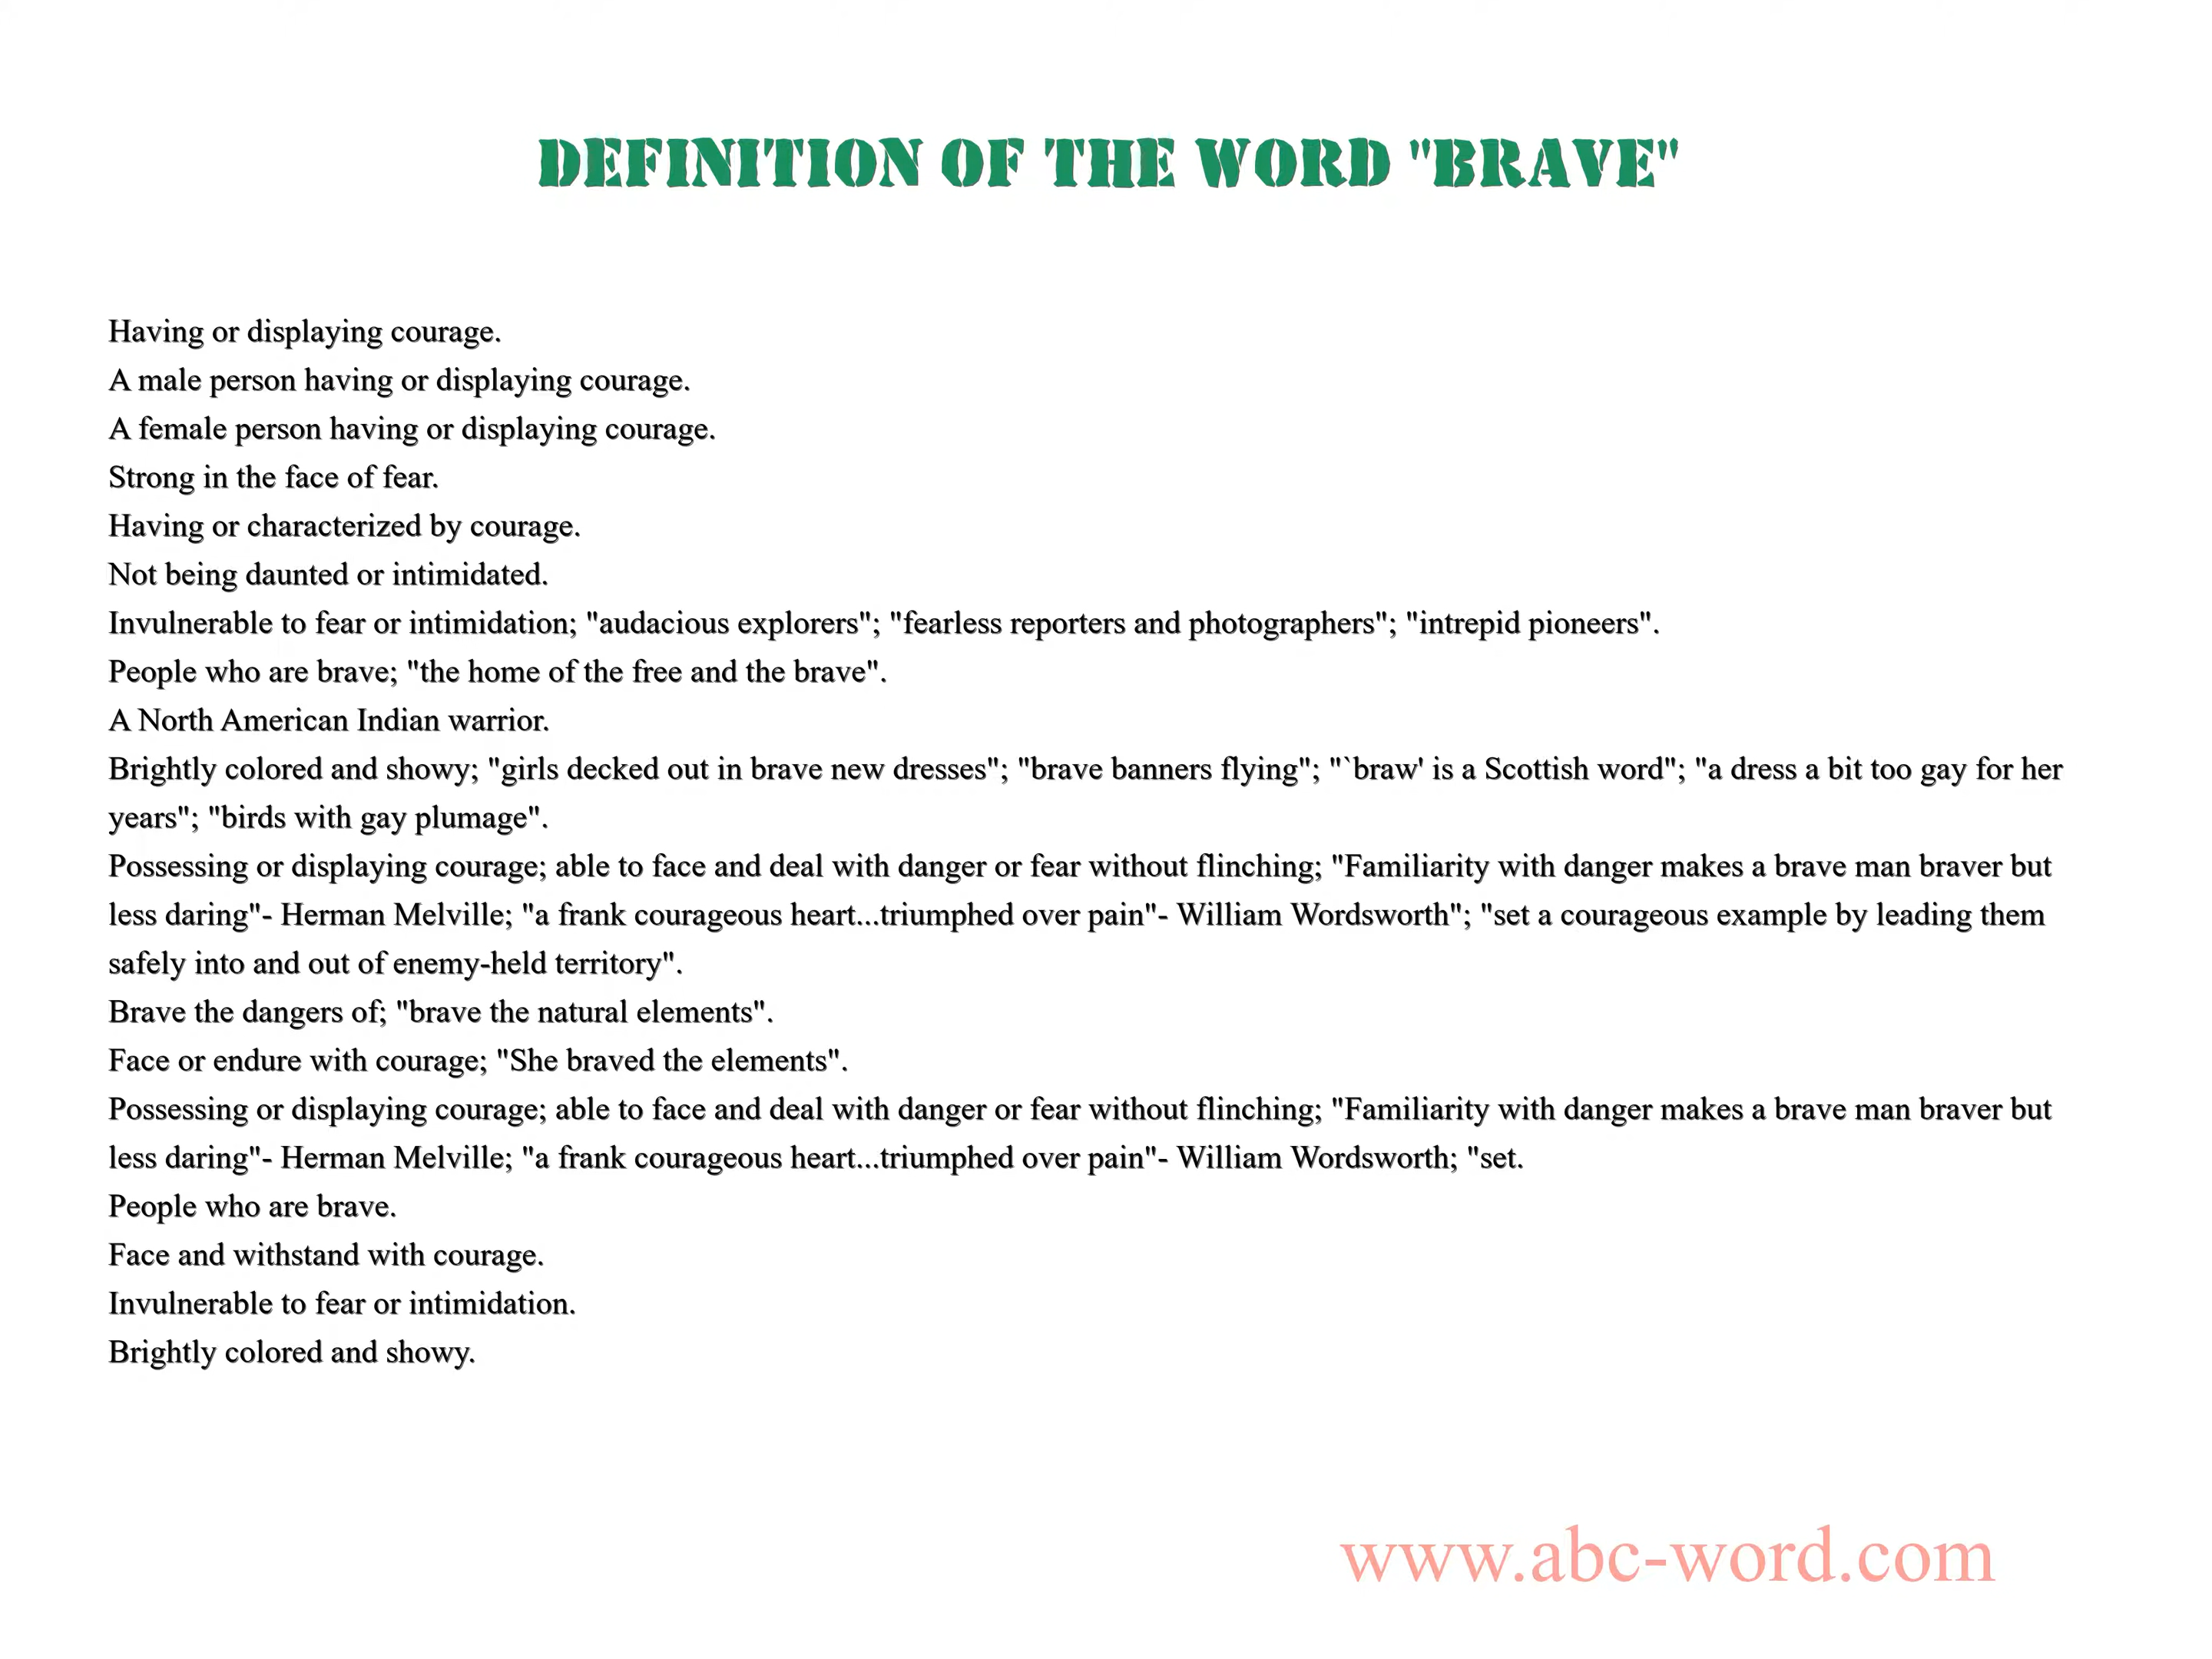 DEFINITION OF THE WORD "BRAVE"
Having or displaying courage.
A male person having or displaying courage.
A female person having or displaying courage.
Strong in the face of fear.
Having or characterized by courage.
Not being daunted or intimidated.
Invulnerable to fear or intimidation; "audacious explorers"; "fearless reporters and photographers"; "intrepid pioneers".
People who are brave; "the home of the free and the brave".
A North American Indian warrior.
Brightly colored and showy; "girls decked out in brave new dresses"; "brave banners flying"; "`braw' is a Scottish word"; "a dress a bit too gay for her
years"; "birds with gay plumage".
Possessing or displaying courage; able to face and deal with danger or fear without flinching; "Familiarity with danger makes a brave man braver but
less daring"- Herman Melville; "a frank courageous heart...triumphed over pain"- William Wordsworth"; "set a courageous example by leading them
safely into and out of enemy-held territory".
Brave the dangers of; "brave the natural elements".
Face or endure with courage; "She braved the elements".
Possessing or displaying courage; able to face and deal with danger or fear without flinching; "Familiarity with danger makes a brave man braver but
less daring"- Herman Melville; "a frank courageous heart...triumphed over pain"- William Wordsworth; "set.
People who are brave.
Face and withstand with courage.
Invulnerable to fear or intimidation.
Brightly colored and showy.
www.abc-word.com